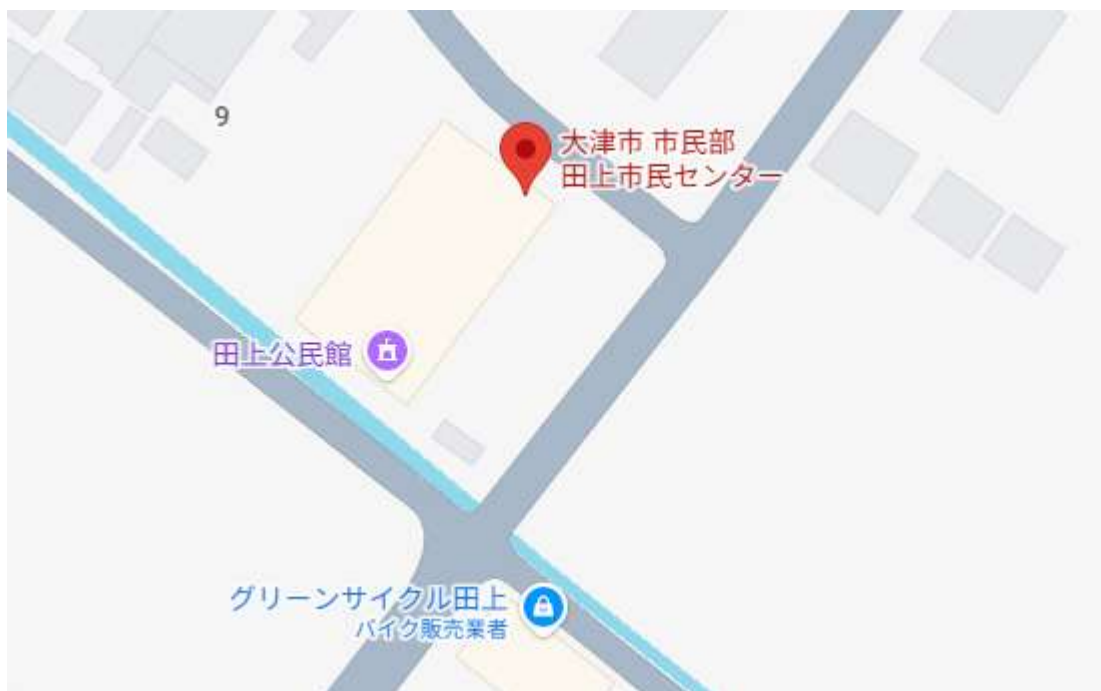 9
大津市 市民部
田上市民センター
田上公民館
グリーンサイクル田上
バイク販売業者